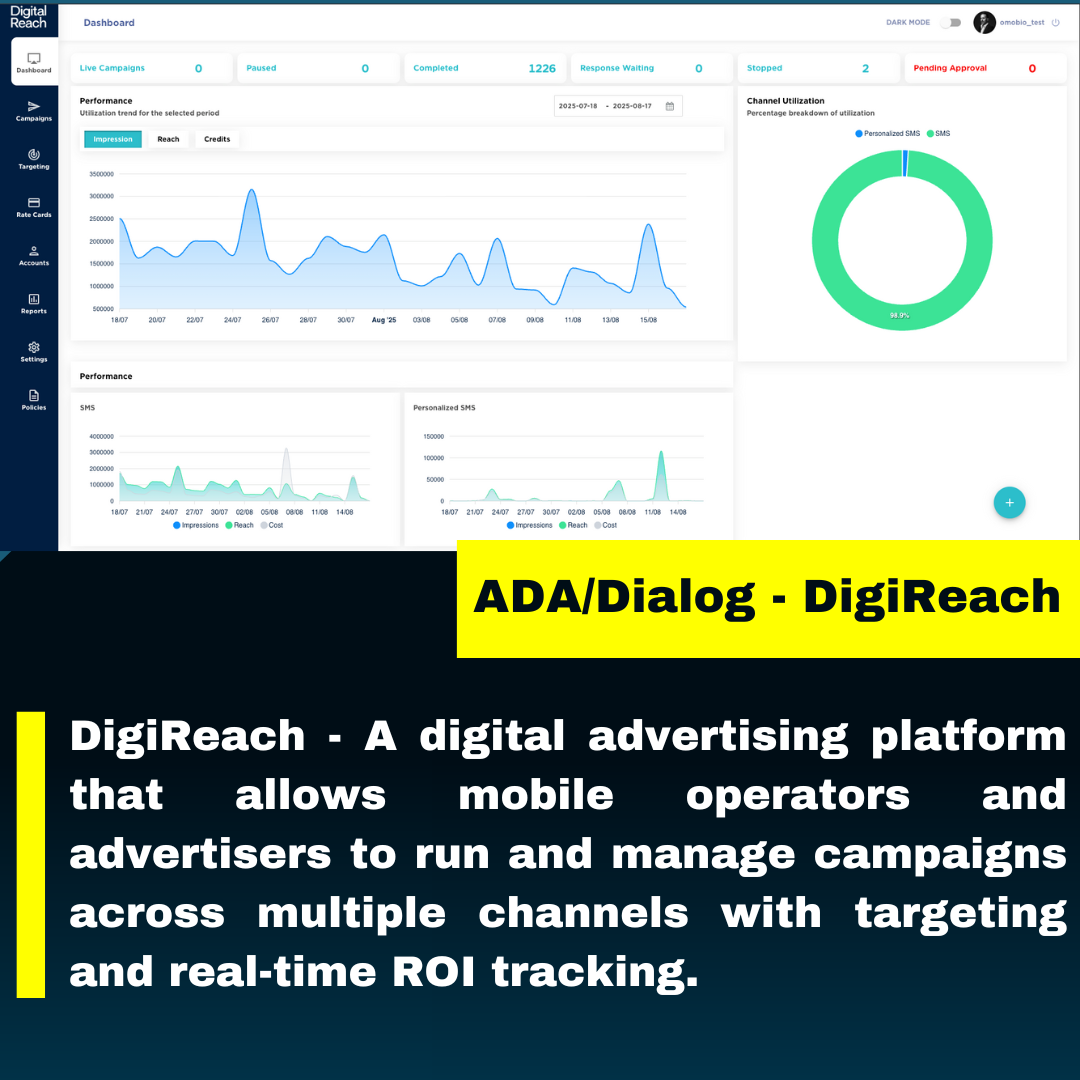 Digital
Reach
Dashboard
DARK MODE
omobio_test
Dashboard
Campaigns
Targeting
Rate Cards
Accounts
Reports
Settings
Policies
Live Campaigns 0
Paused 0
Completed 1226
Response Waiting 0
Stopped 2
Pending Approval 0
Performance
Utilization trend for the selected period
2025-07-18 - 2025-08-17
Impression Reach Credits
3500000
3000000
2500000
2000000
1500000
1000000
500000
18/07 20/07 22/07 24/07 26/07 28/07 30/07 Aug '25 03/08 05/08 07/08 09/08 11/08 13/08 15/08
Channel Utilization
Percentage breakdown of utilization
Personalized SMS SMS
98.9%
Performance
SMS
4000000
3000000
2000000
1000000
0
18/07 21/07 24/07 27/07 30/07 02/08 05/08 08/08 11/08 14/08
Impressions Reach Cost
Personalized SMS
150000
100000
50000
0
18/07 21/07 24/07 27/07 30/07 02/08 05/08 08/08 11/08 14/08
Impressions Reach Cost
+
ADA/Dialog - DigiReach
DigiReach - A digital advertising platform
that allows mobile operators and
advertisers to run and manage campaigns
across multiple channels with targeting
and real-time ROI tracking.